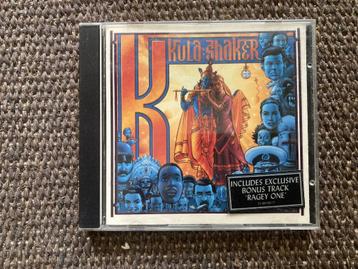 K
KULA SHAKER
INCLUDES EXCLUSIVE
BONUS TRACK
'RAGEY ONE'